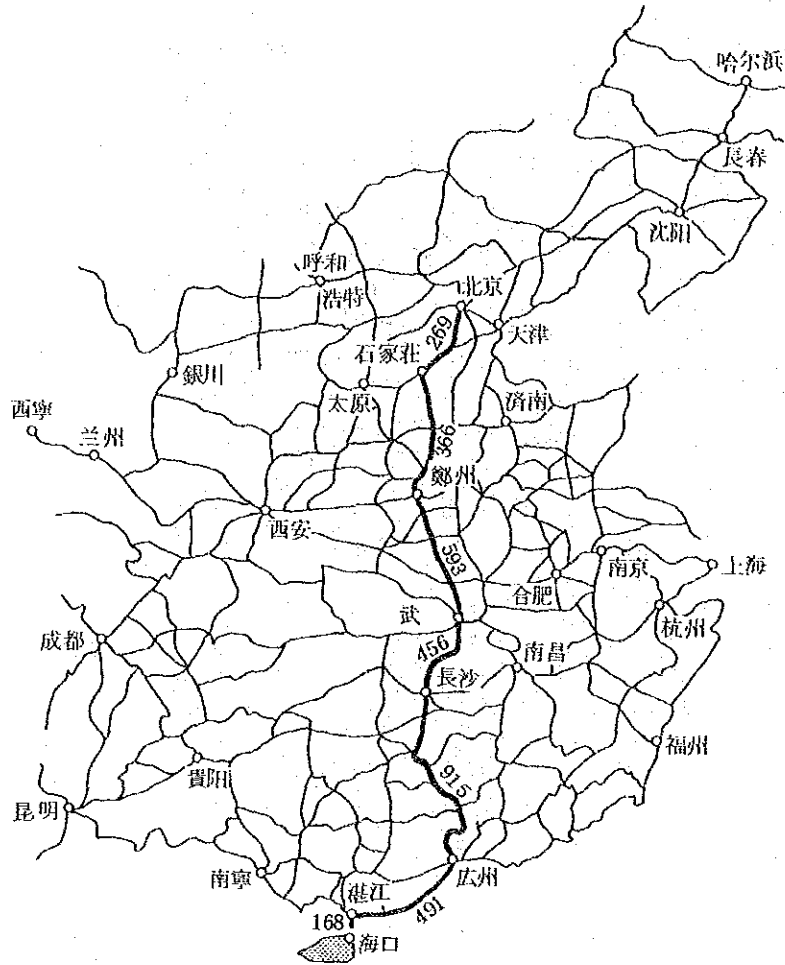 哈尔浜
長春
沈阳
呼和
浩特
北京
天津
269
石家荘
銀川
太原
済南
西寧
兰州
366
鄭州
西安
593
南京
上海
合肥
武
杭州
成都
456
南昌
長沙
福州
貴阳
915
昆明
南寧
広州
湛江
491
168
海口